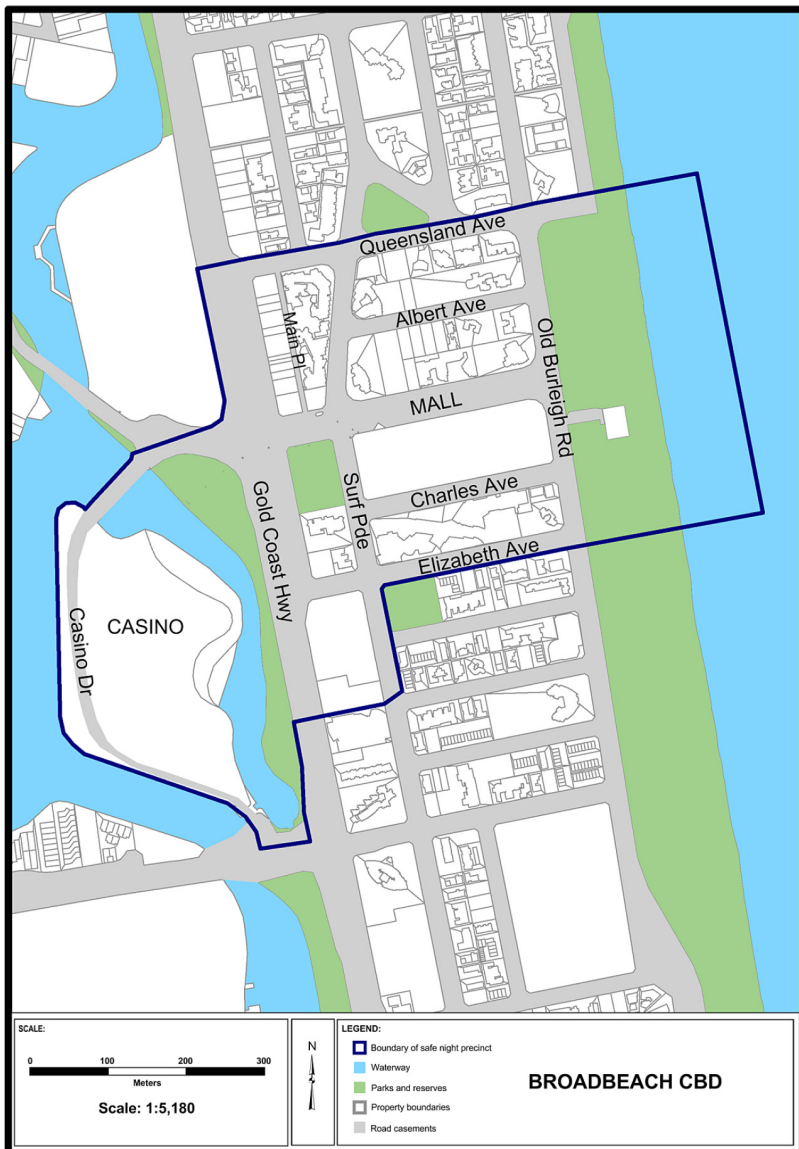 Queensland Ave
Albert Ave
Main Pl
Old Burleigh Rd
MALL
Charles Ave
Surf Pde
Gold Coast Hwy
Elizabeth Ave
CASINO
Casino Dr
SCALE:
0 100 200 300
Meters
Scale: 1:5,180
N
LEGEND:
Boundary of safe night precinct
Waterway
Parks and reserves
Property boundaries
Road casements
BROADBEACH CBD